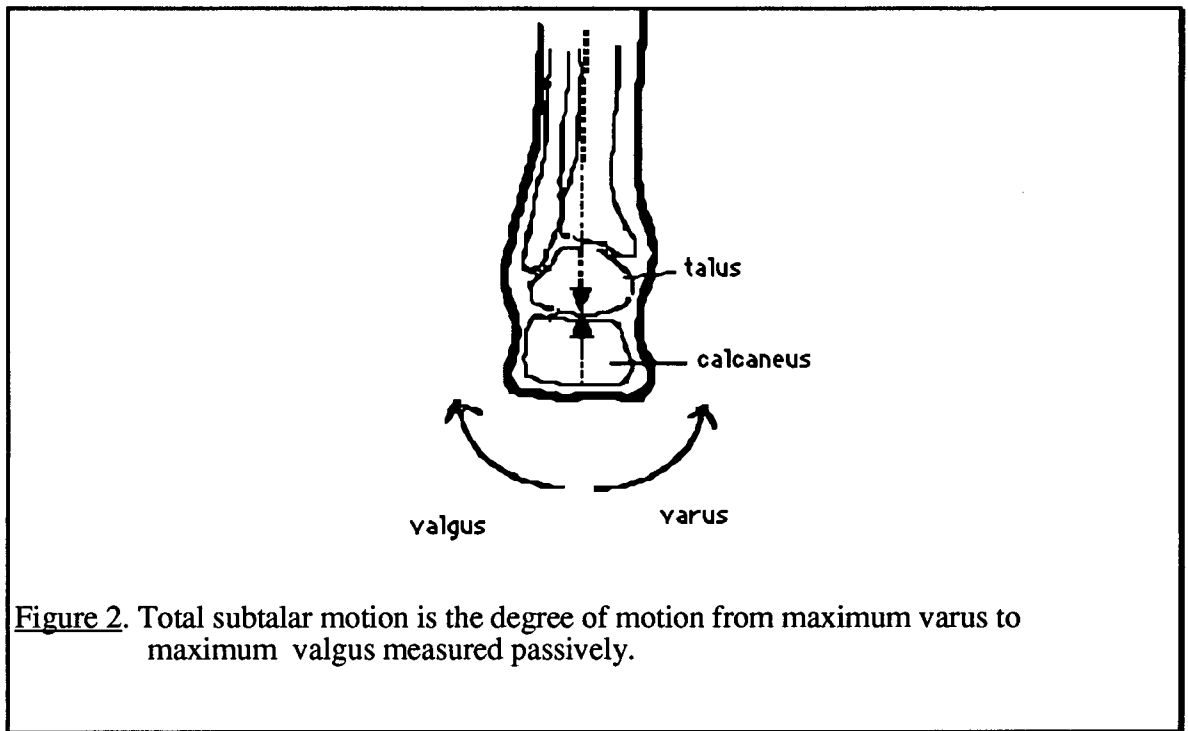 talus
calcaneus
valgus
varus
Figure 2. Total subtalar motion is the degree of motion from maximum varus to
maximum valgus measured passively.